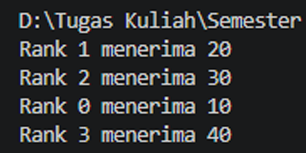 D:\Tugas Kuliah\Semester
Rank 1 menerima 20
Rank 2 menerima 30
Rank 0 menerima 10
Rank 3 menerima 40